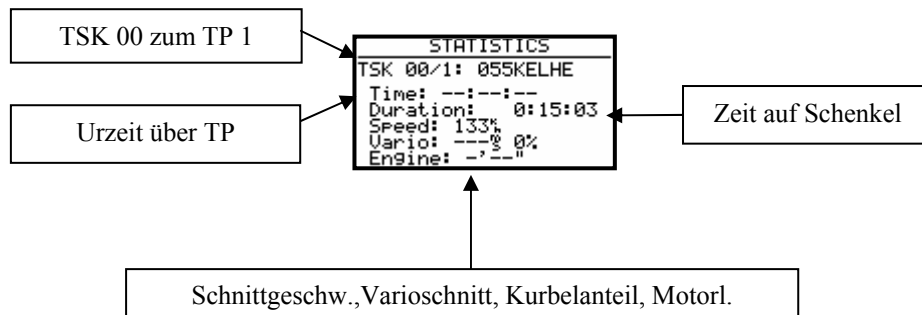 TSK 00 zum TP 1
Urzeit über TP
STATISTICS
TSK 00/1: 055KELHE
Time: --:--:--
Duration: 0:15:03
Speed: 133㎞/h
Vario: ---m/s 0%
Engine: -'--"
Zeit auf Schenkel
Schnittgeschw.,Varioschnitt, Kurbelanteil, Motorl.